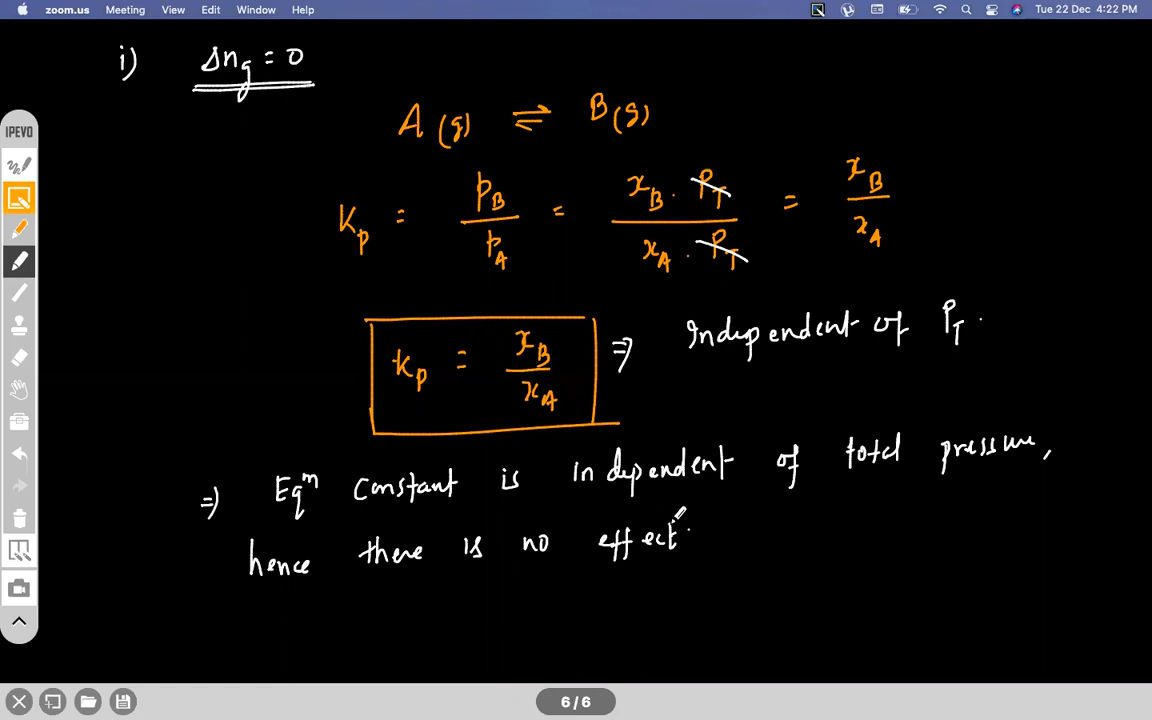 zoom.us Meeting View Edit Window Help Tue 22 Dec 4:22 PM
i) Δng = 0
A(g) ⇌ B(g)
Kp = pB/pA = xB · PT / xA · PT = xB/xA
Kp = xB/xA ⇒ Independent of PT.
⇒ Eqm constant is independent of total pressure,
hence there is no effect.
IPEVO
6/6